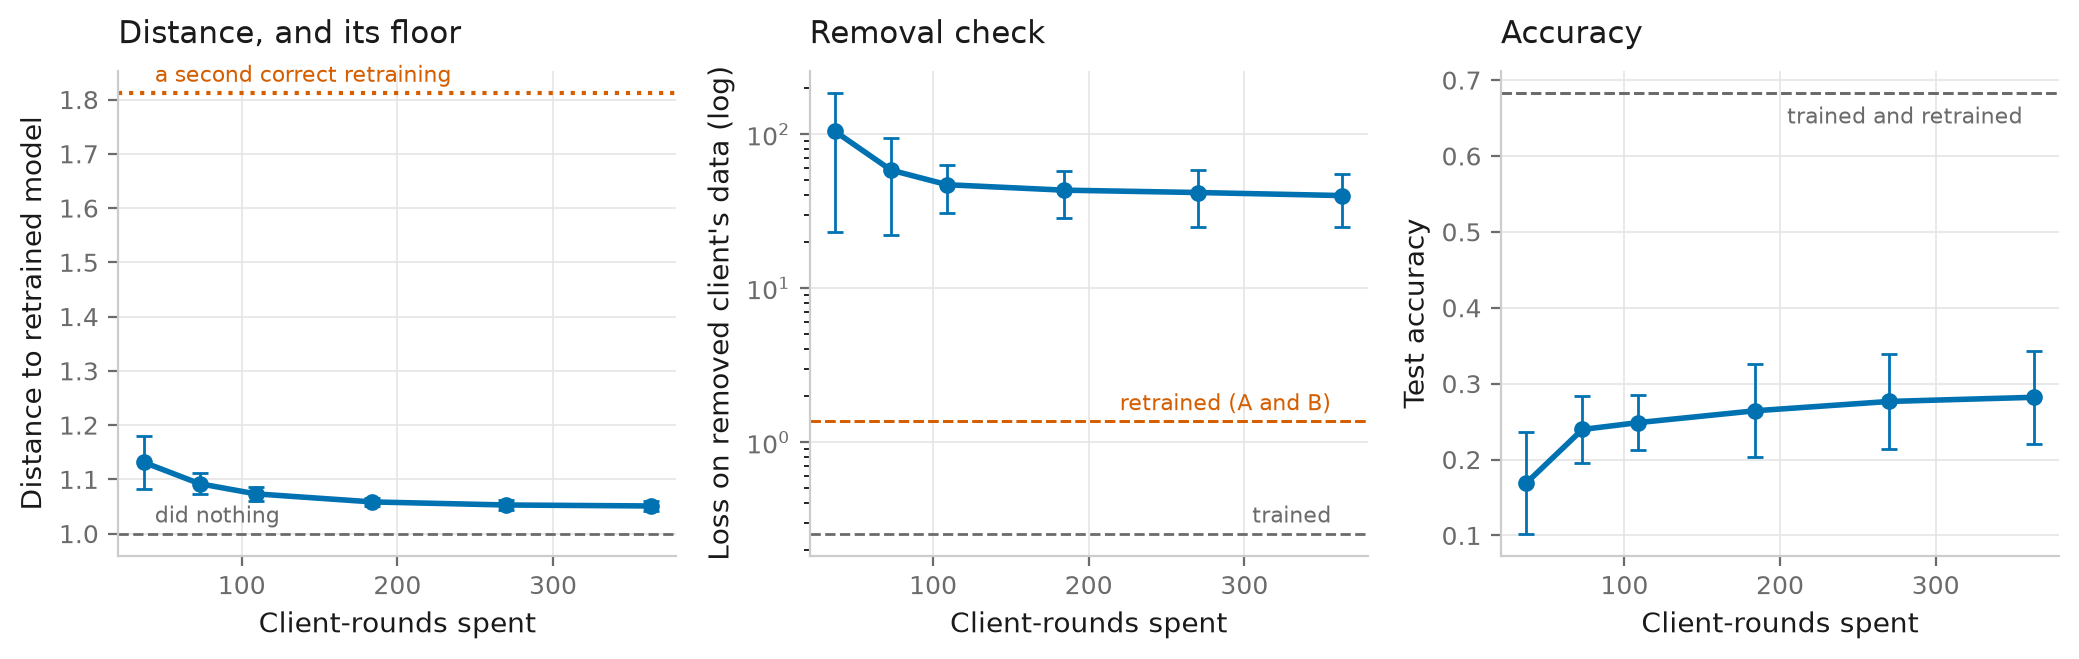 Distance, and its floor
a second correct retraining
did nothing
Distance to retrained model
1.8
1.7
1.6
1.5
1.4
1.3
1.2
1.1
1.0
100
200
300
Client-rounds spent
Removal check
Loss on removed client's data (log)
10²
10¹
10⁰
retrained (A and B)
trained
100
200
300
Client-rounds spent
Accuracy
Test accuracy
0.7
0.6
0.5
0.4
0.3
0.2
0.1
trained and retrained
100
200
300
Client-rounds spent